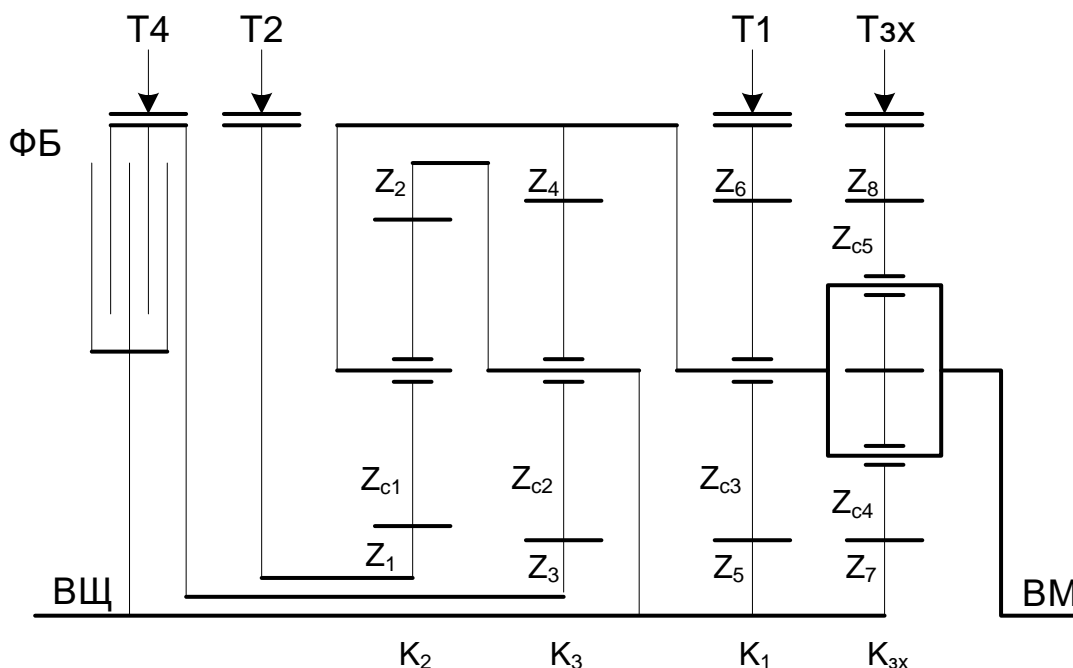 T4 T2 T1 Tзх
ФБ
Z2 Z4 Z6 Z8
Zc5
Zc1 Zc2 Zc3 Zc4
Z1 Z3 Z5 Z7
ВЩ ВМ
K2 K3 K1 Kзх